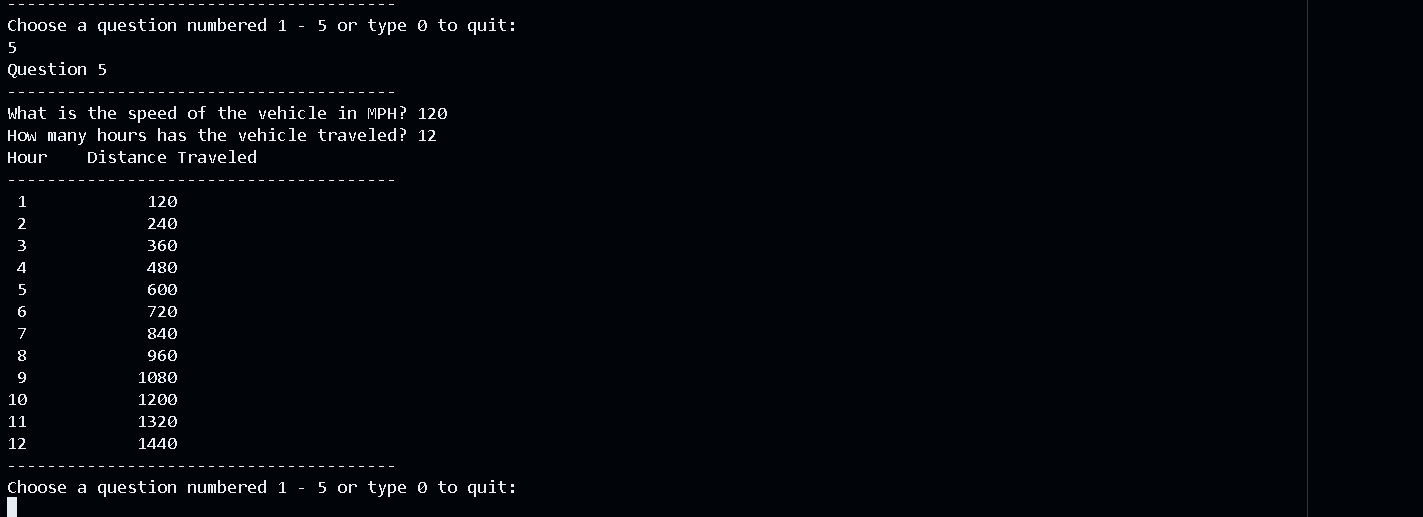 ---------------------------------------
Choose a question numbered 1 - 5 or type 0 to quit:
5
Question 5
---------------------------------------
What is the speed of the vehicle in MPH? 120
How many hours has the vehicle traveled? 12
Hour    Distance Traveled
---------------------------------------
 1            120
 2            240
 3            360
 4            480
 5            600
 6            720
 7            840
 8            960
 9           1080
10           1200
11           1320
12           1440
---------------------------------------
Choose a question numbered 1 - 5 or type 0 to quit: